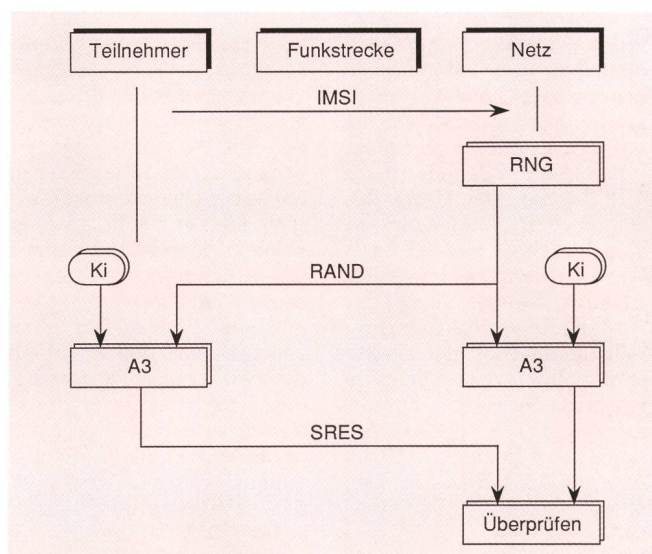 Teilnehmer Funkstrecke Netz
IMSI
RNG
Ki RAND Ki
A3 A3
SRES
Überprüfen